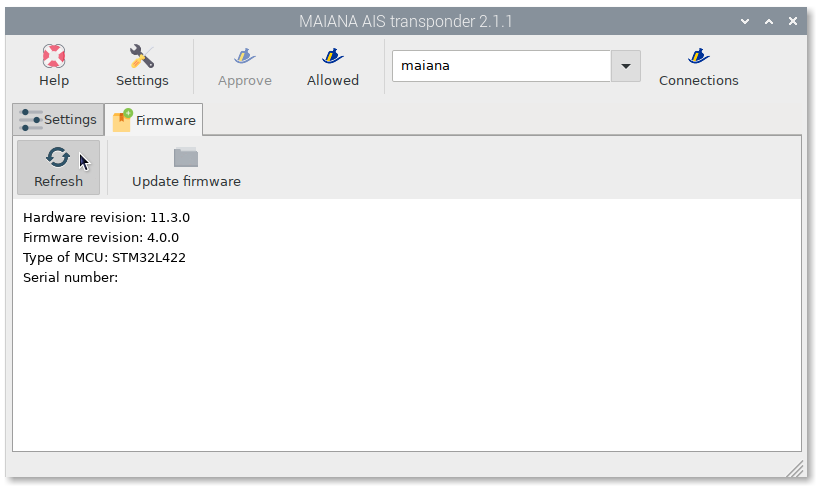 MAIANA AIS transponder 2.1.1
Help Settings Approve Allowed maiana Connections
Settings Firmware
Refresh Update firmware
Hardware revision: 11.3.0
Firmware revision: 4.0.0
Type of MCU: STM32L422
Serial number: